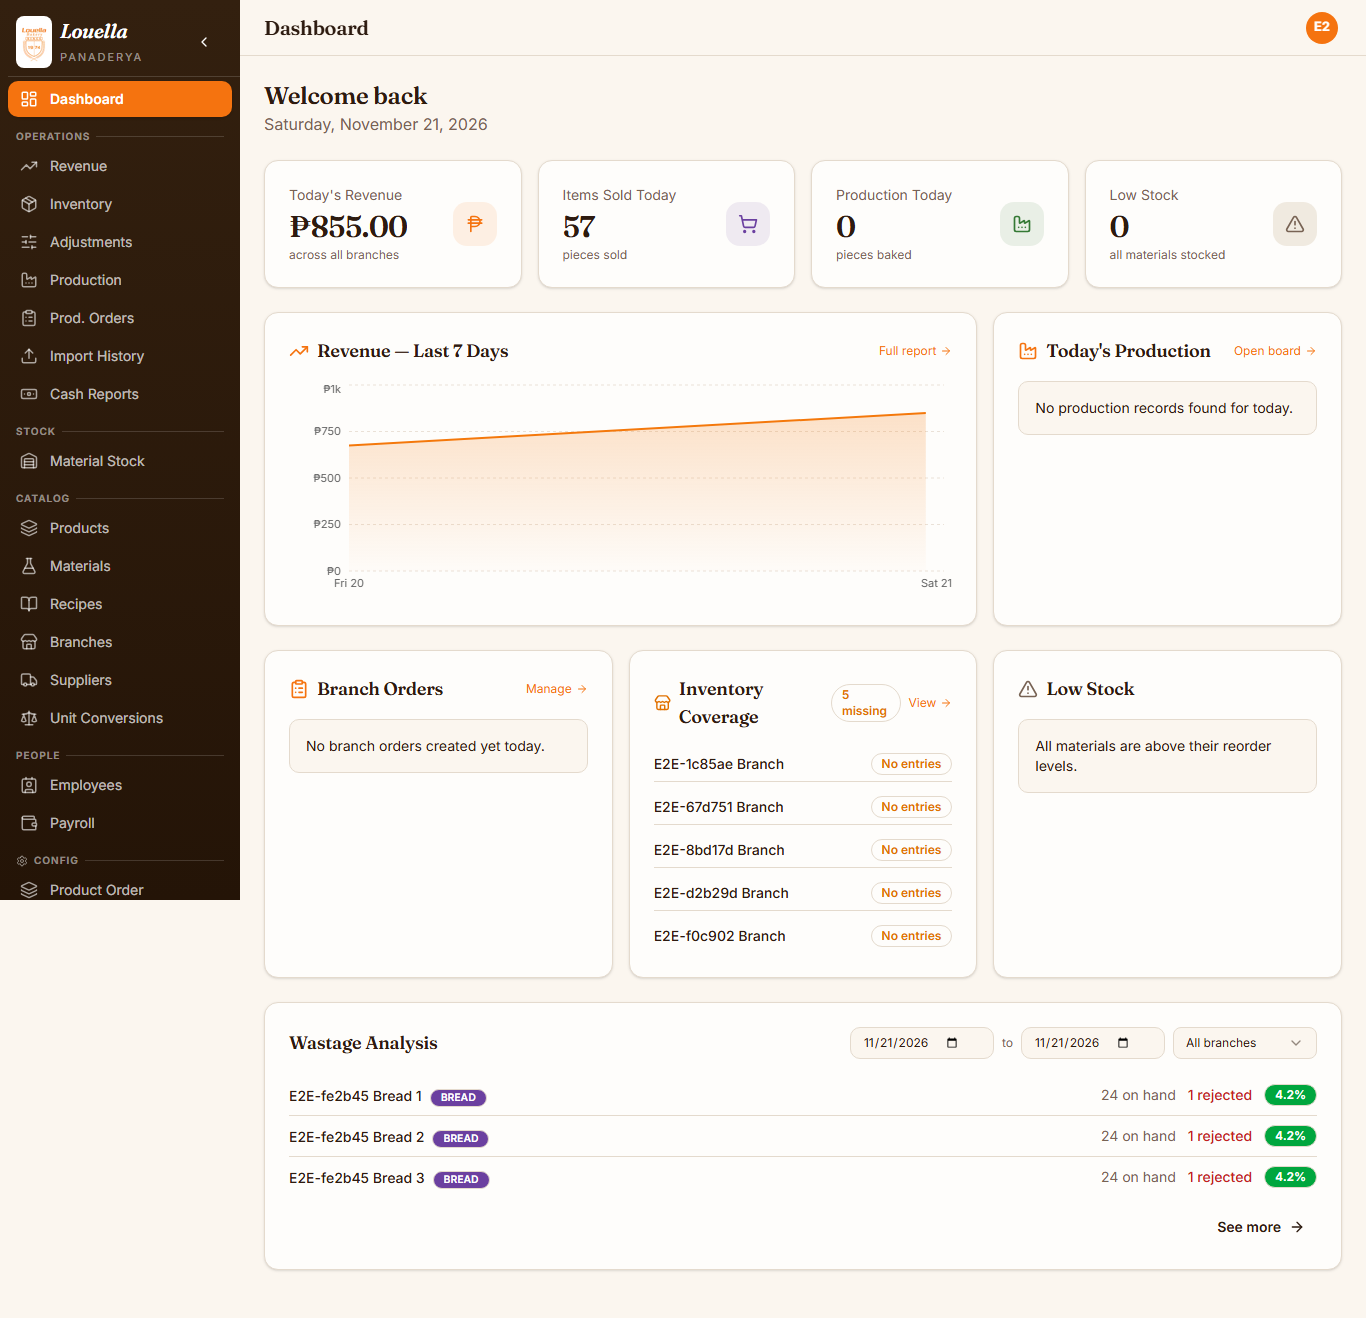 Louella
PANADERYA
Dashboard
OPERATIONS
Revenue
Inventory
Adjustments
Production
Prod. Orders
Import History
Cash Reports
STOCK
Material Stock
CATALOG
Products
Materials
Recipes
Branches
Suppliers
Unit Conversions
PEOPLE
Employees
Payroll
CONFIG
Product Order
Dashboard
E2
Welcome back
Saturday, November 21, 2026
Today's Revenue
₱855.00
across all branches
Items Sold Today
57
pieces sold
Production Today
0
pieces baked
Low Stock
0
all materials stocked
Revenue — Last 7 Days
Full report →
₱1k
₱750
₱500
₱250
₱0
Fri 20
Sat 21
Today's Production
Open board →
No production records found for today.
Branch Orders
Manage →
No branch orders created yet today.
Inventory
Coverage
5
missing
View →
E2E-1c85ae Branch
No entries
E2E-67d751 Branch
No entries
E2E-8bd17d Branch
No entries
E2E-d2b29d Branch
No entries
E2E-f0c902 Branch
No entries
Low Stock
All materials are above their reorder
levels.
Wastage Analysis
11/21/2026
to
11/21/2026
All branches
E2E-fe2b45 Bread 1
BREAD
24 on hand
1 rejected
4.2%
E2E-fe2b45 Bread 2
BREAD
24 on hand
1 rejected
4.2%
E2E-fe2b45 Bread 3
BREAD
24 on hand
1 rejected
4.2%
See more →